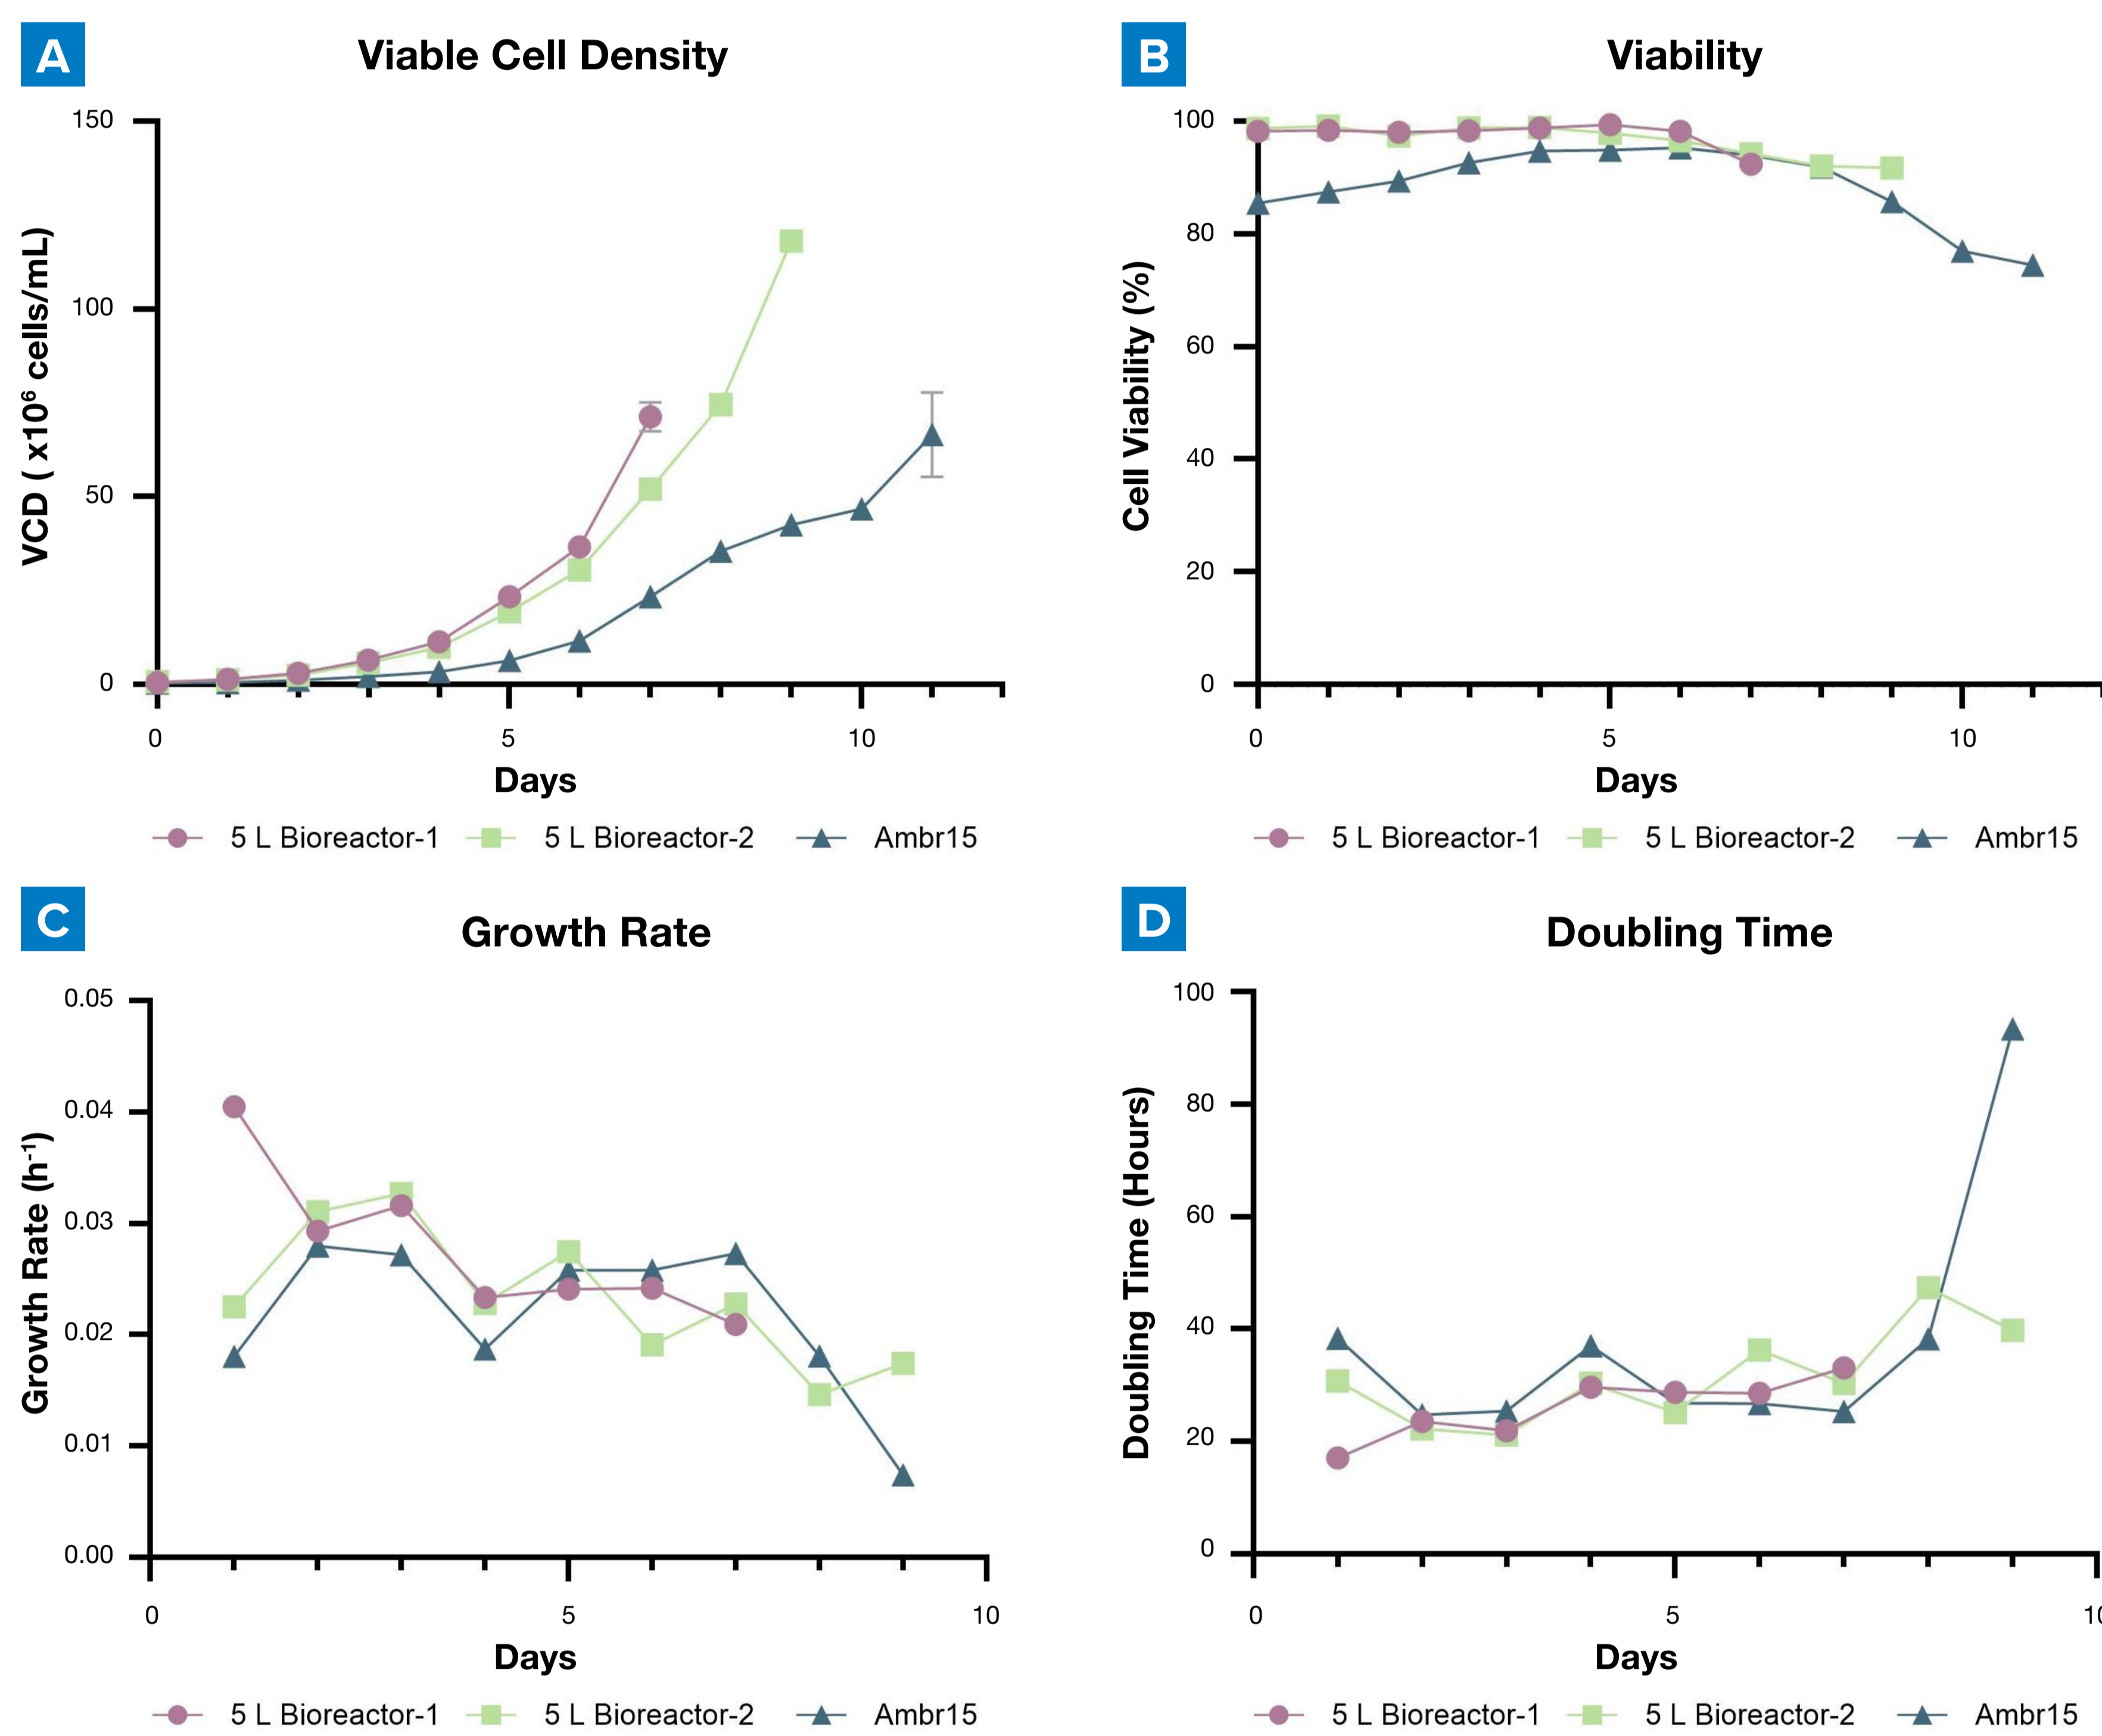 A
Viable Cell Density
VCD ( x10⁶ cells/mL)
150
100
50
0
0 5 10
Days
5 L Bioreactor-1 5 L Bioreactor-2 Ambr15
B
Viability
Cell Viability (%)
100
80
60
40
20
0
0 5 10
Days
5 L Bioreactor-1 5 L Bioreactor-2 Ambr15
C
Growth Rate
Growth Rate (h⁻¹)
0.05
0.04
0.03
0.02
0.01
0.00
0 5 10
Days
5 L Bioreactor-1 5 L Bioreactor-2 Ambr15
D
Doubling Time
Doubling Time (Hours)
100
80
60
40
20
0
0 5 10
Days
5 L Bioreactor-1 5 L Bioreactor-2 Ambr15